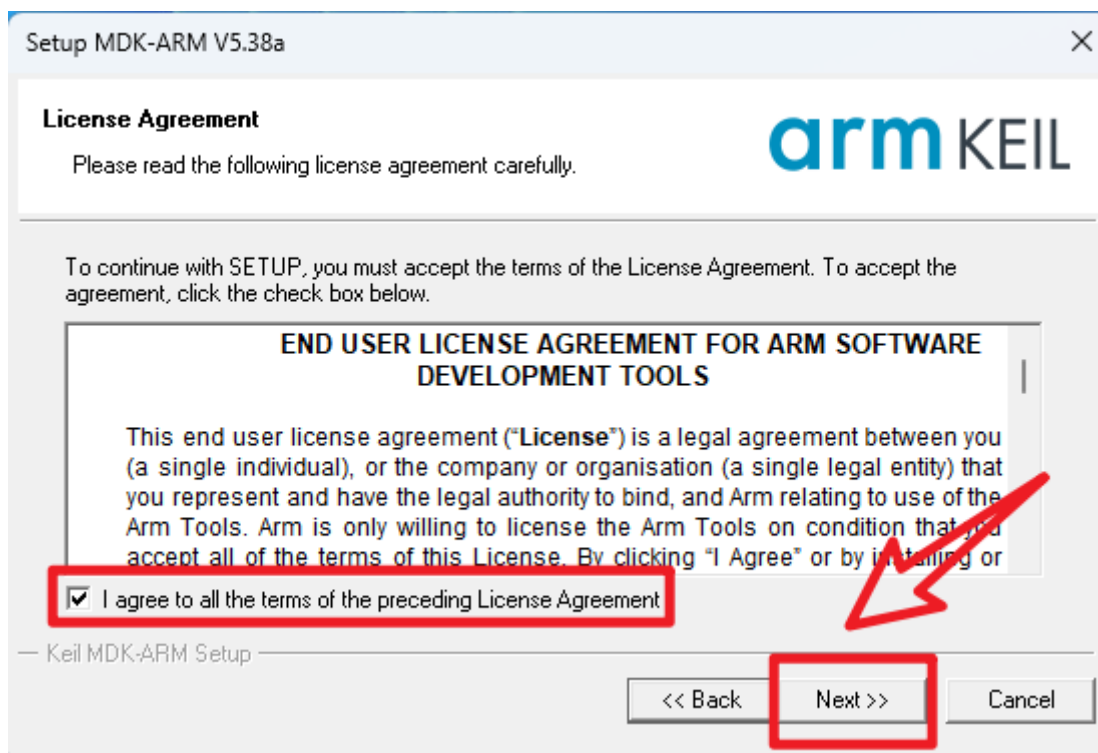 Setup MDK-ARM V5.38a
License Agreement
Please read the following license agreement carefully.
arm KEIL
To continue with SETUP, you must accept the terms of the License Agreement. To accept the
agreement, click the check box below.
END USER LICENSE AGREEMENT FOR ARM SOFTWARE
DEVELOPMENT TOOLS
This end user license agreement (“License”) is a legal agreement between you
(a single individual), or the company or organisation (a single legal entity) that
you represent and have the legal authority to bind, and Arm relating to use of the
Arm Tools. Arm is only willing to license the Arm Tools on condition that you
accept all of the terms of this License. By clicking “I Agree” or by installing or
I agree to all the terms of the preceding License Agreement
Keil MDK-ARM Setup
<< Back
Next >>
Cancel